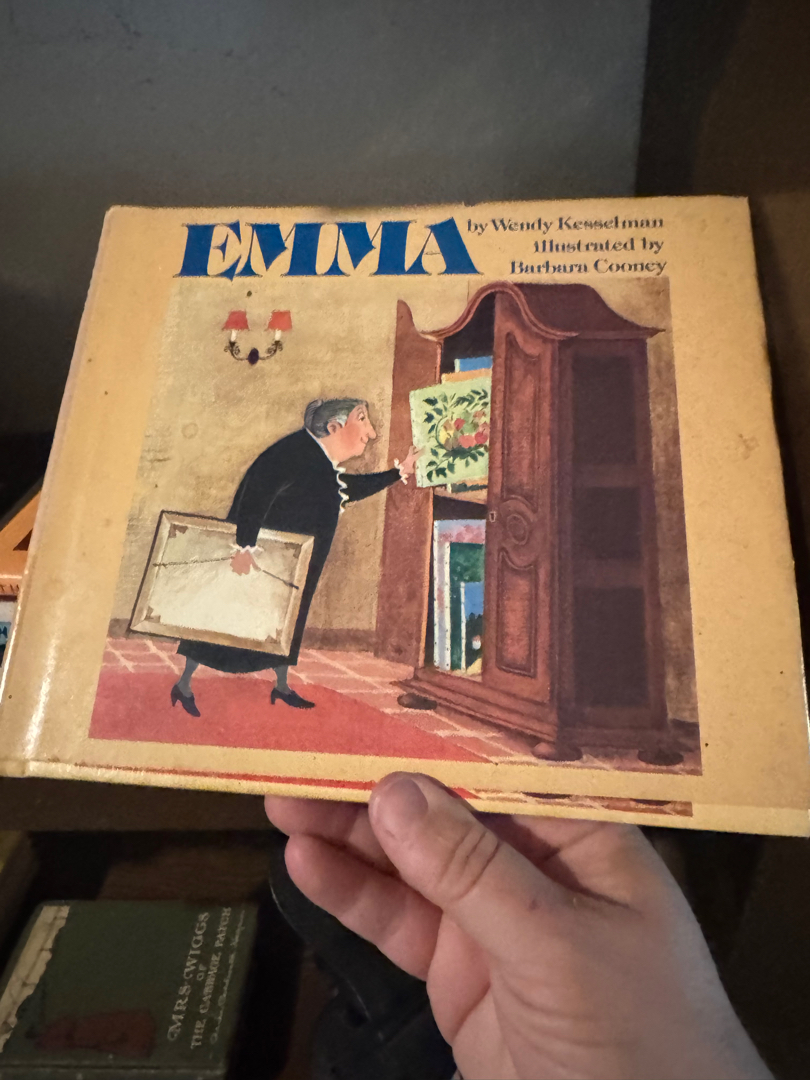 EMMA
by Wendy Kesselman
illustrated by
Barbara Cooney
MRS·WIGGS
OF
THE CABBAGE PATCH